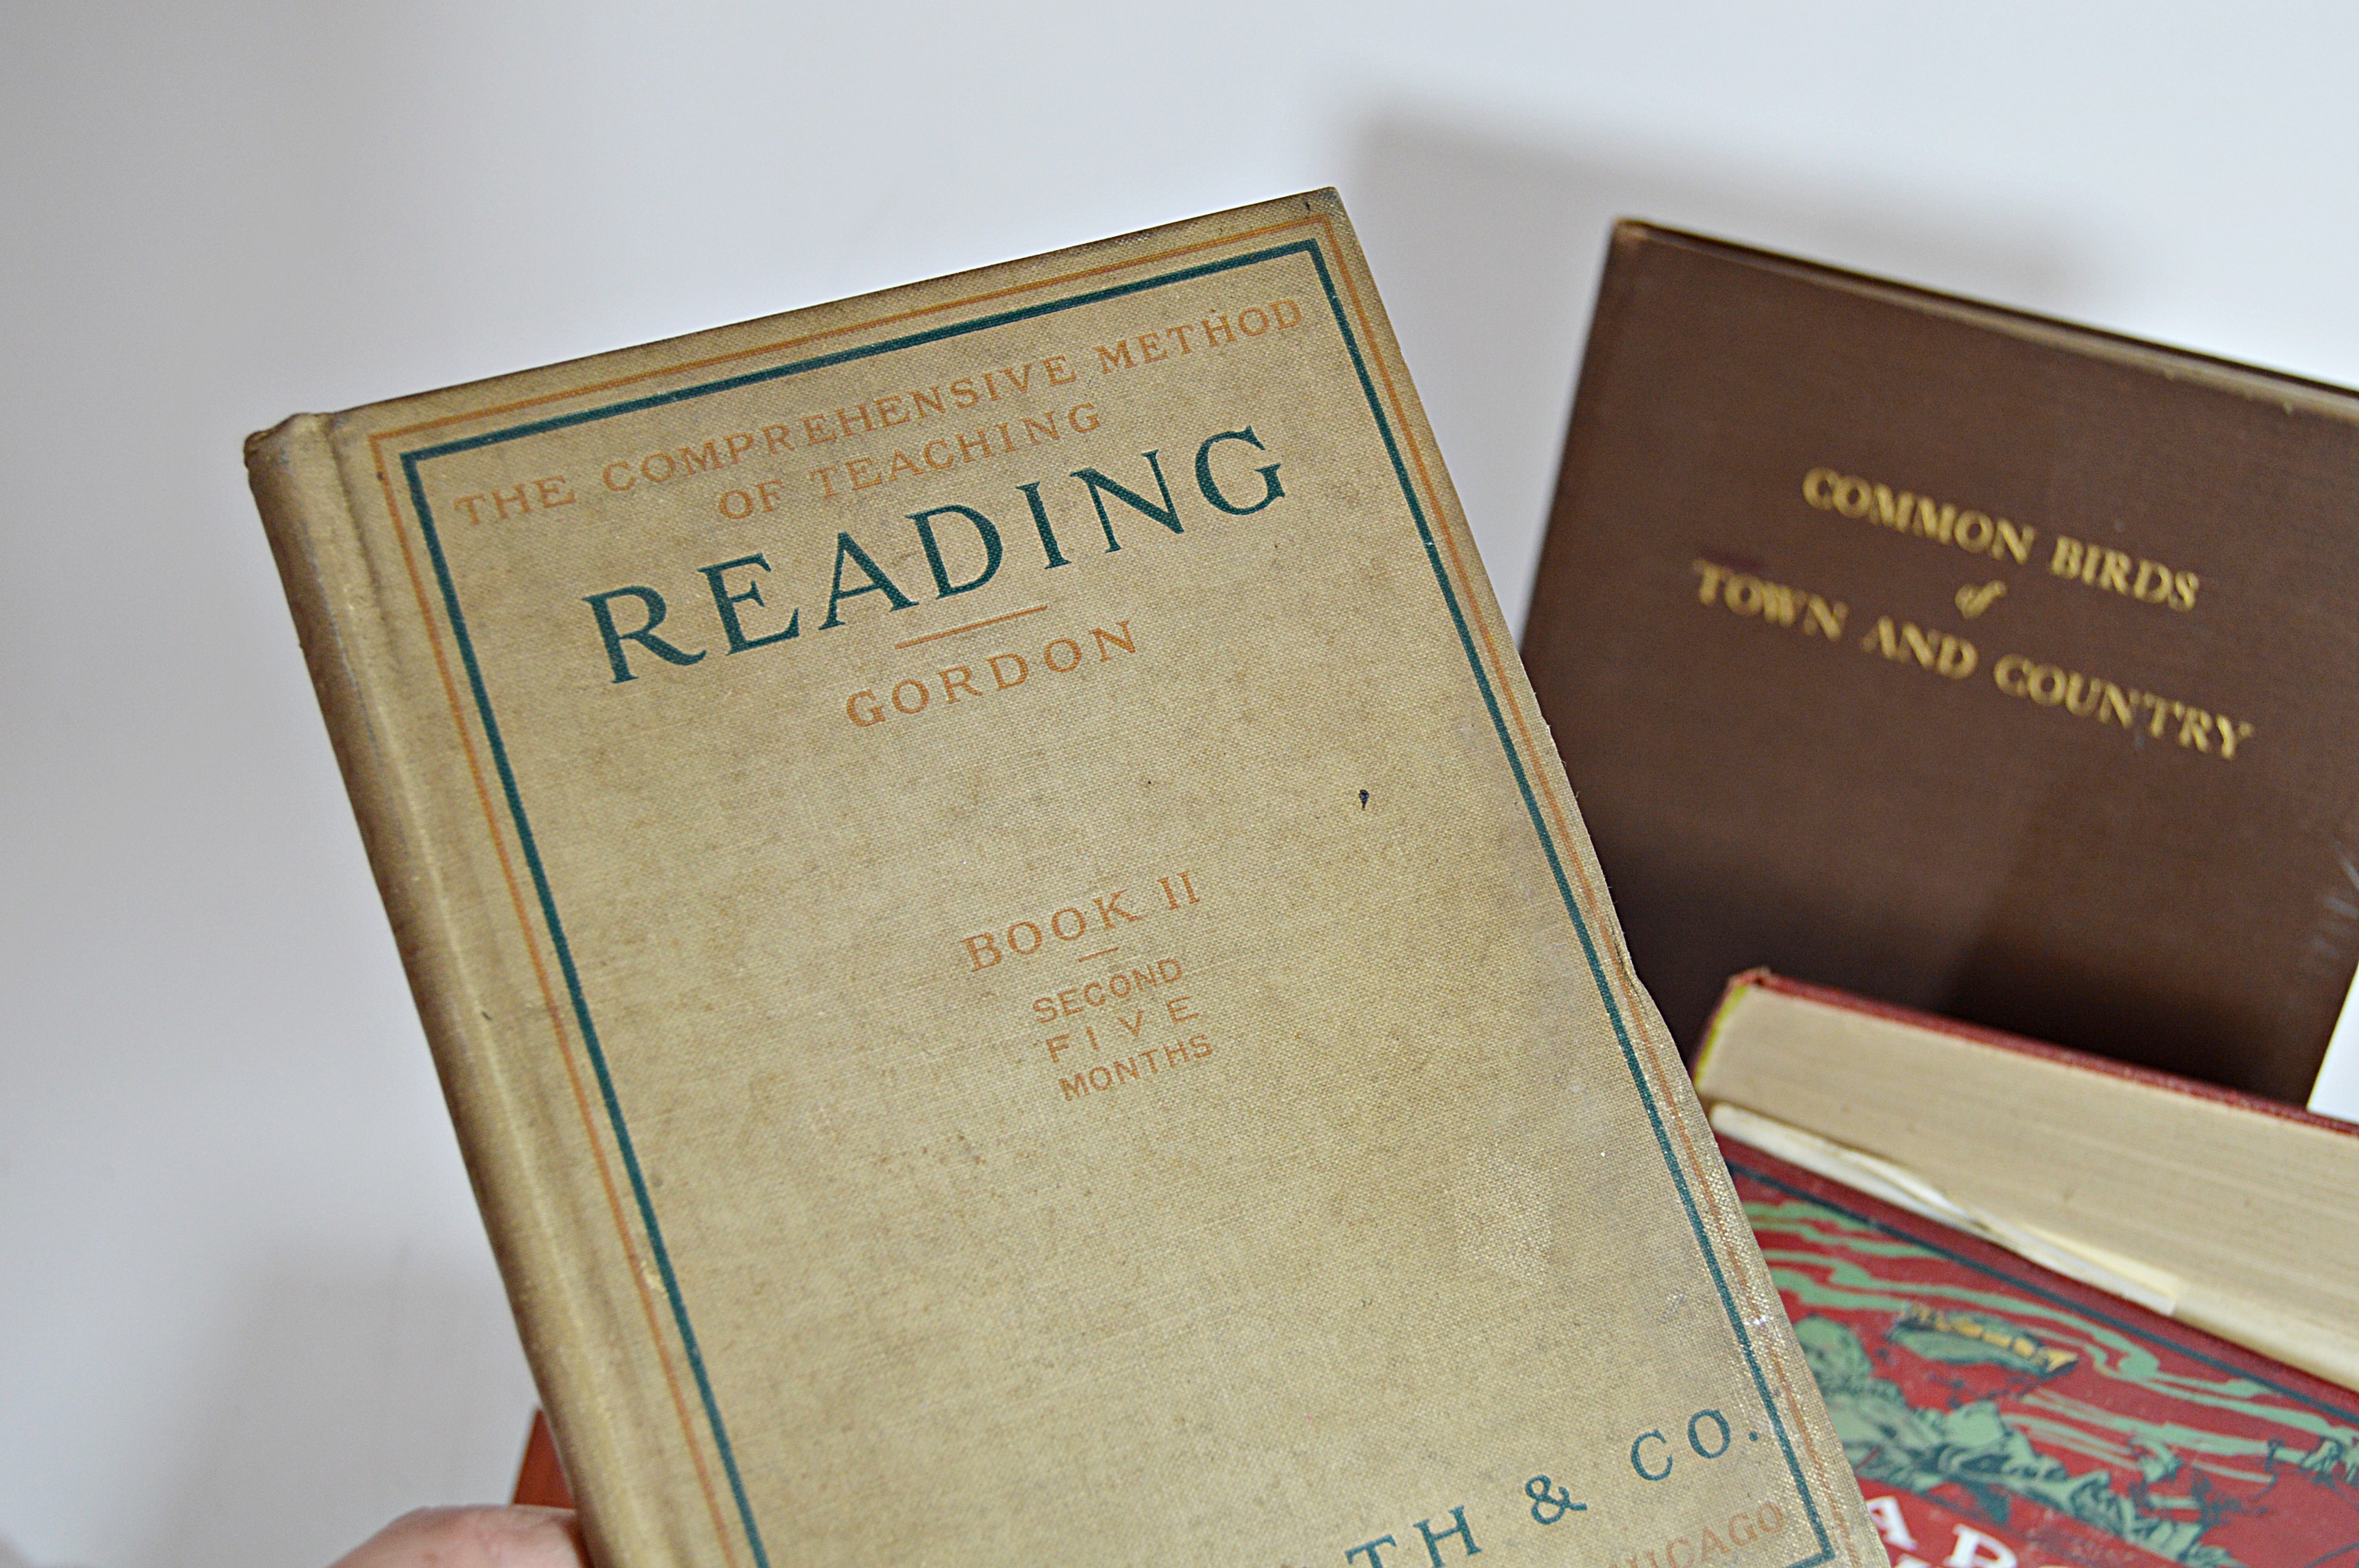 THE COMPREHENSIVE METHOD
OF TEACHING
READING
GORDON
BOOK II
SECOND
FIVE
MONTHS
& CO.
CHICAGO
COMMON BIRDS
of
TOWN AND COUNTRY
A